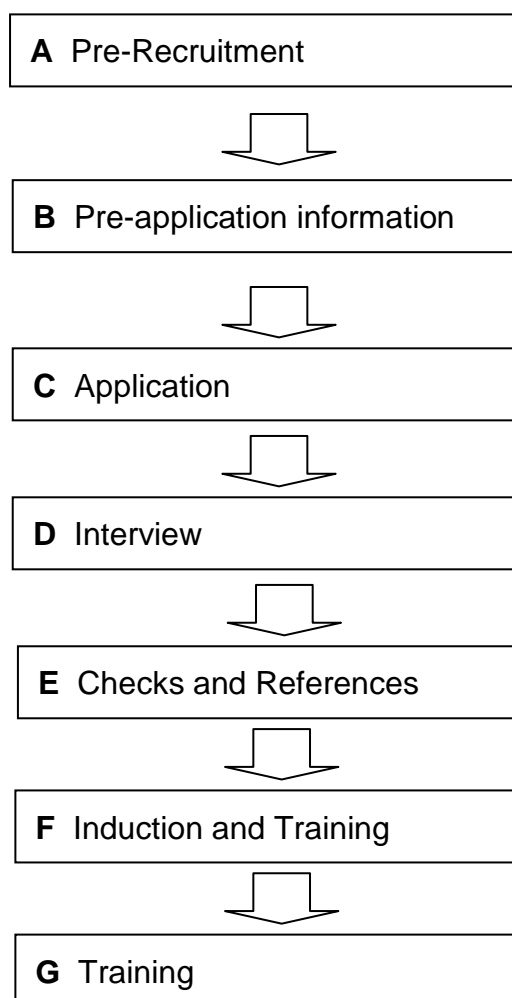 A Pre-Recruitment
B Pre-application information
C Application
D Interview
E Checks and References
F Induction and Training
G Training